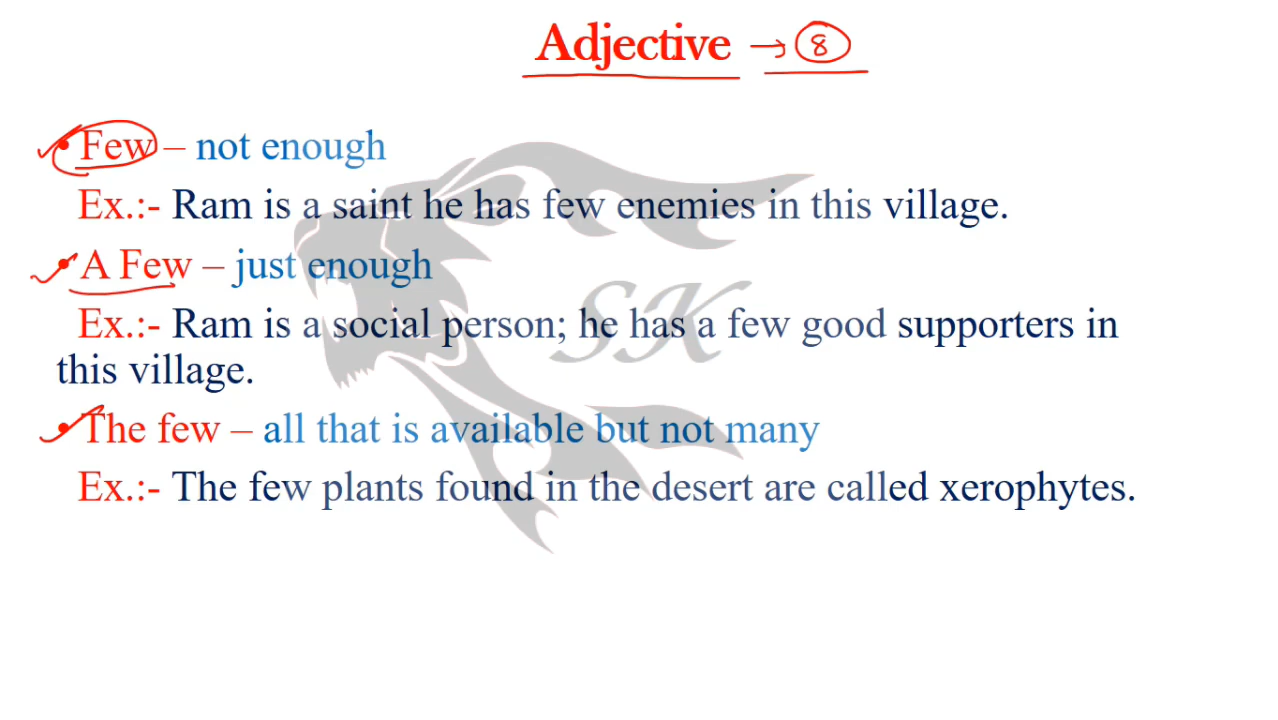 Adjective → 8
• Few – not enough
Ex.:- Ram is a saint he has few enemies in this village.
• A Few – just enough
SK
Ex.:- Ram is a social person; he has a few good supporters in
this village.
• The few – all that is available but not many
Ex.:- The few plants found in the desert are called xerophytes.